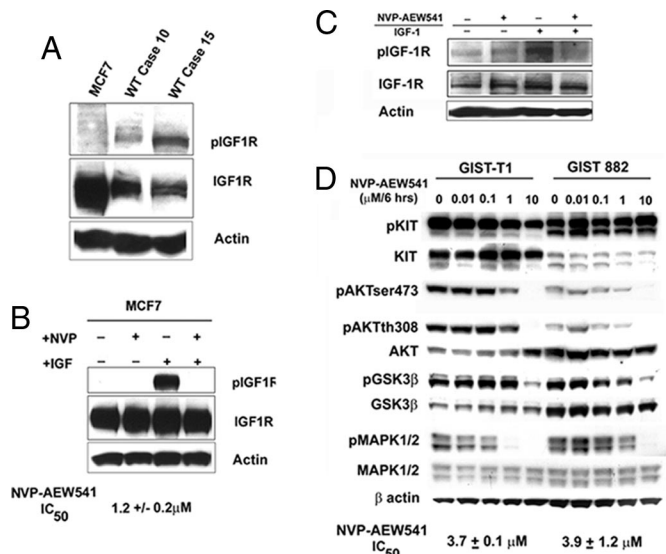 A
MCF7
WT Case 10
WT Case 15
pIGF1R
IGF1R
Actin
B
MCF7
+NVP – + – +
+IGF – – + +
pIGF1R
IGF1R
Actin
NVP-AEW541
IC50
1.2 +/- 0.2μM
C
NVP-AEW541 – + – +
IGF-1 – – + +
pIGF-1R
IGF-1R
Actin
D
GIST-T1 GIST 882
NVP-AEW541
(μM/6 hrs)
0 0.01 0.1 1 10 0 0.01 0.1 1 10
pKIT
KIT
pAKTser473
pAKTth308
AKT
pGSK3β
GSK3β
pMAPK1/2
MAPK1/2
β actin
NVP-AEW541
IC50
3.7 ± 0.1 μM 3.9 ± 1.2 μM